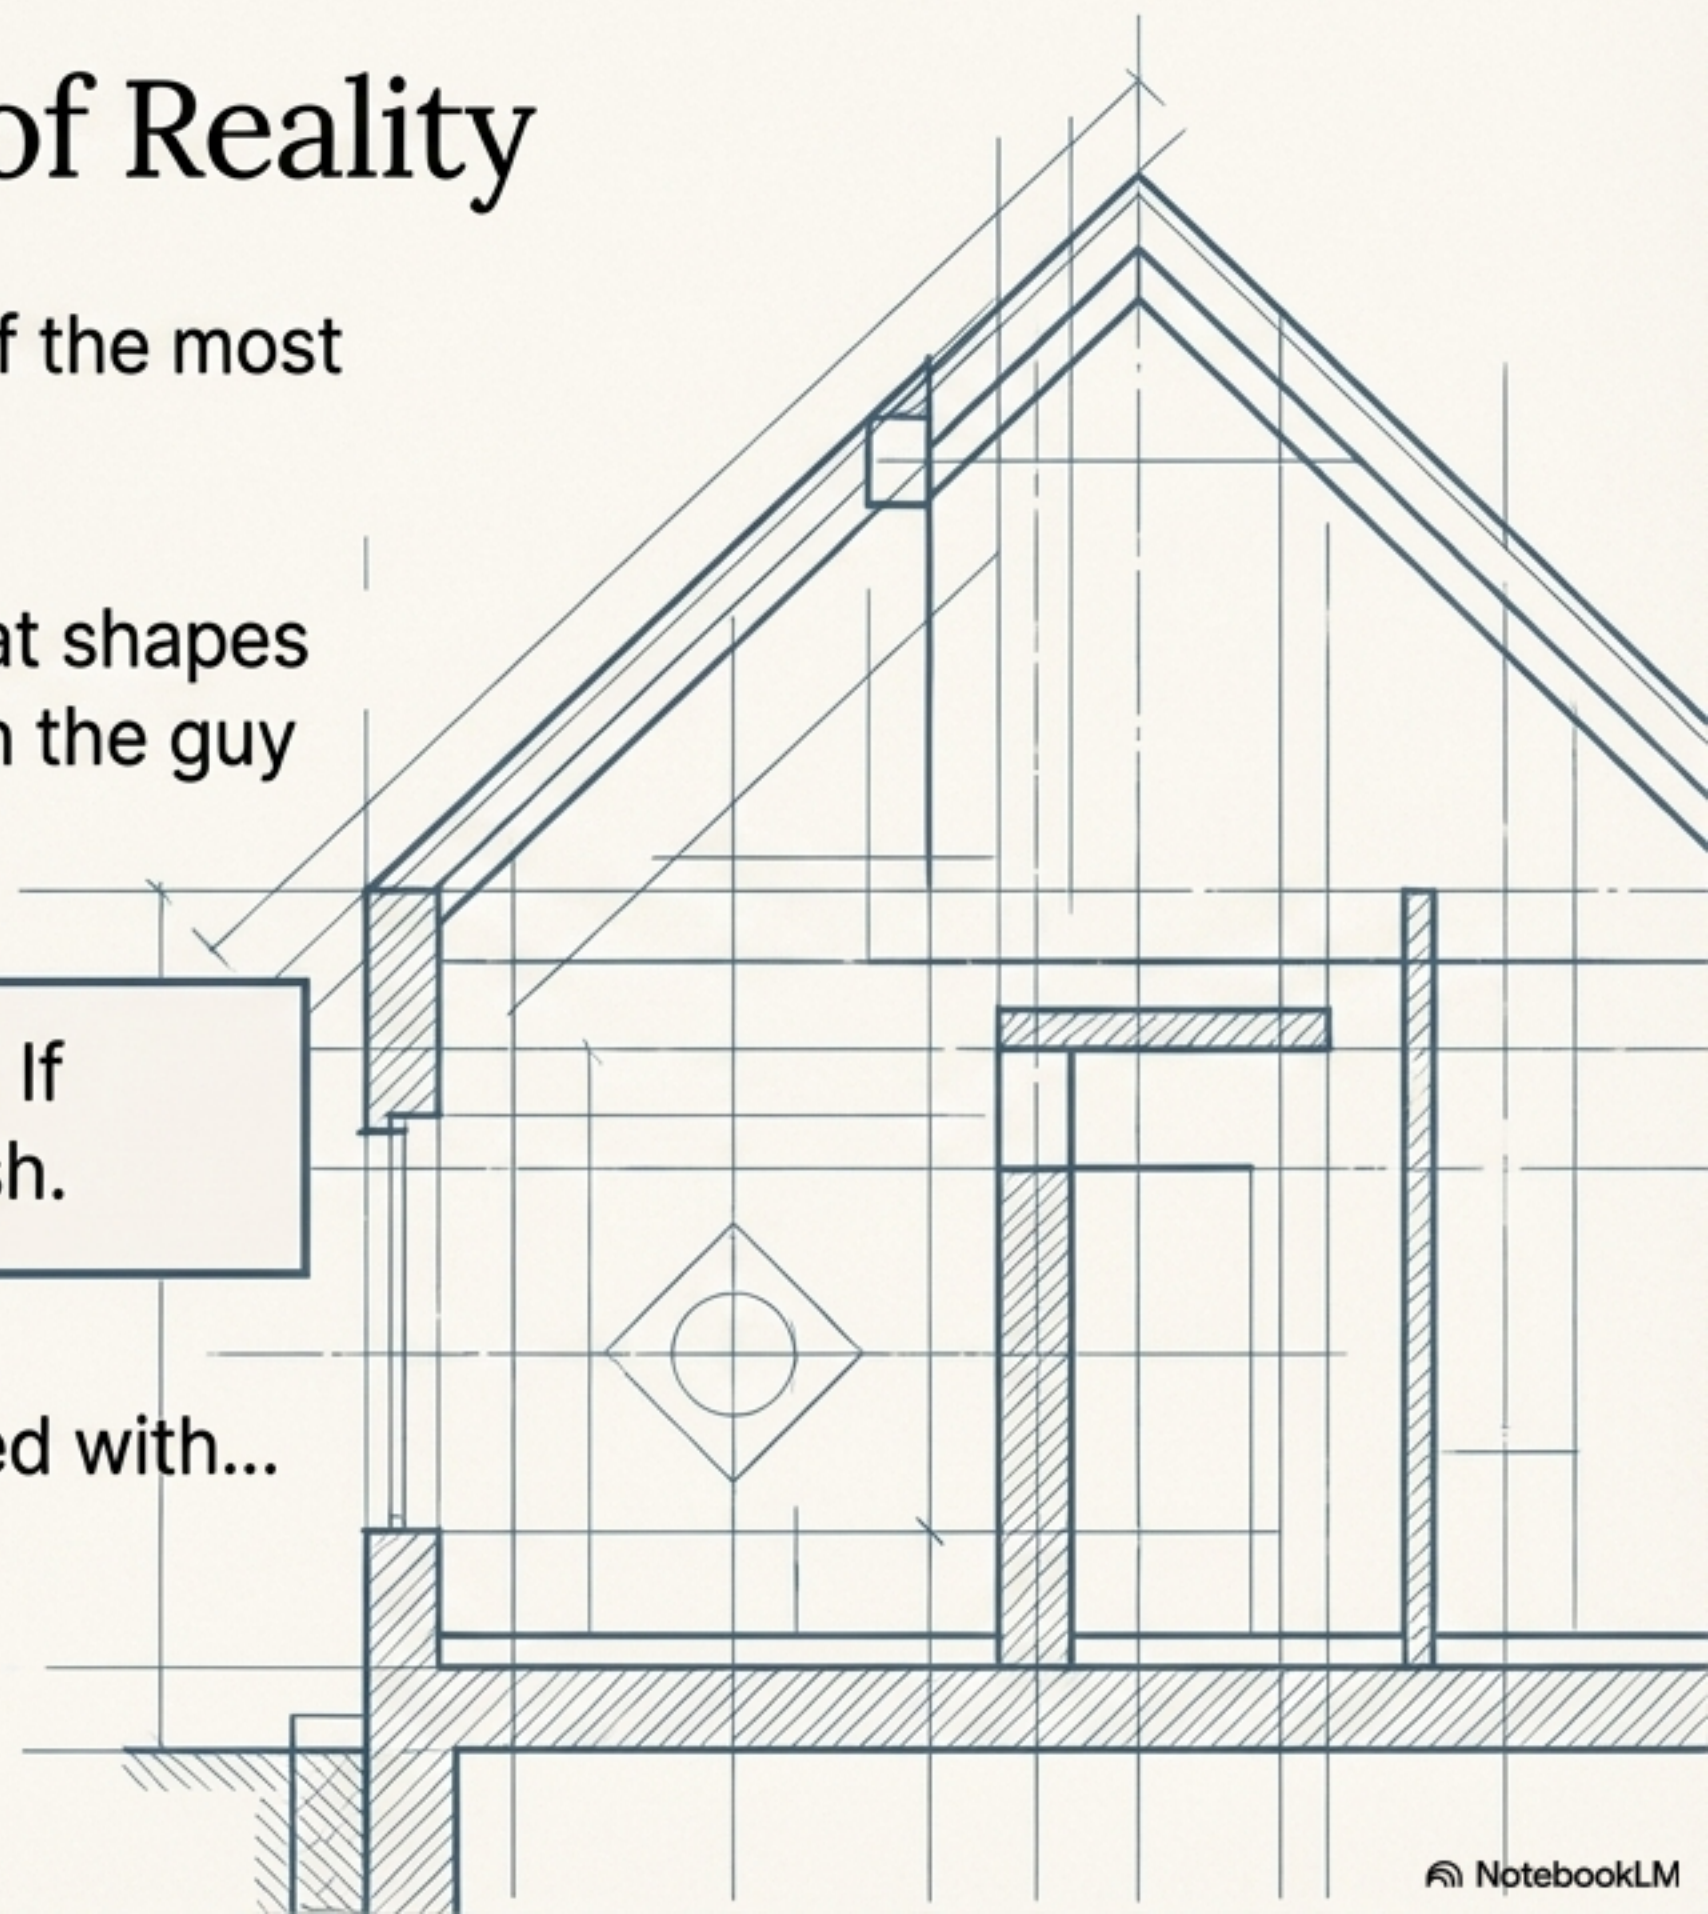 of Reality
f the most
at shapes
n the guy
If
sh.
ed with...
NotebookLM